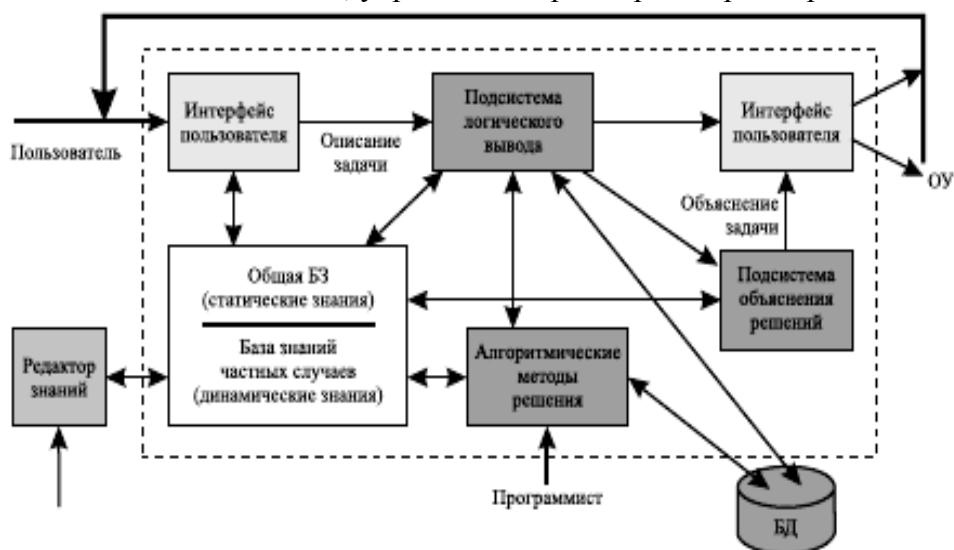 Интерфейс
пользователя
Описание
задачи
Подсистема
логического
вывода
Интерфейс
пользователя
Пользователь
ОУ
Объяснение
задачи
Общая БЗ
(статические знания)
База знаний
частных случаев
(динамические знания)
Подсистема
объяснения
решений
Редактор
знаний
Алгоритмические
методы
решения
Программист
БД